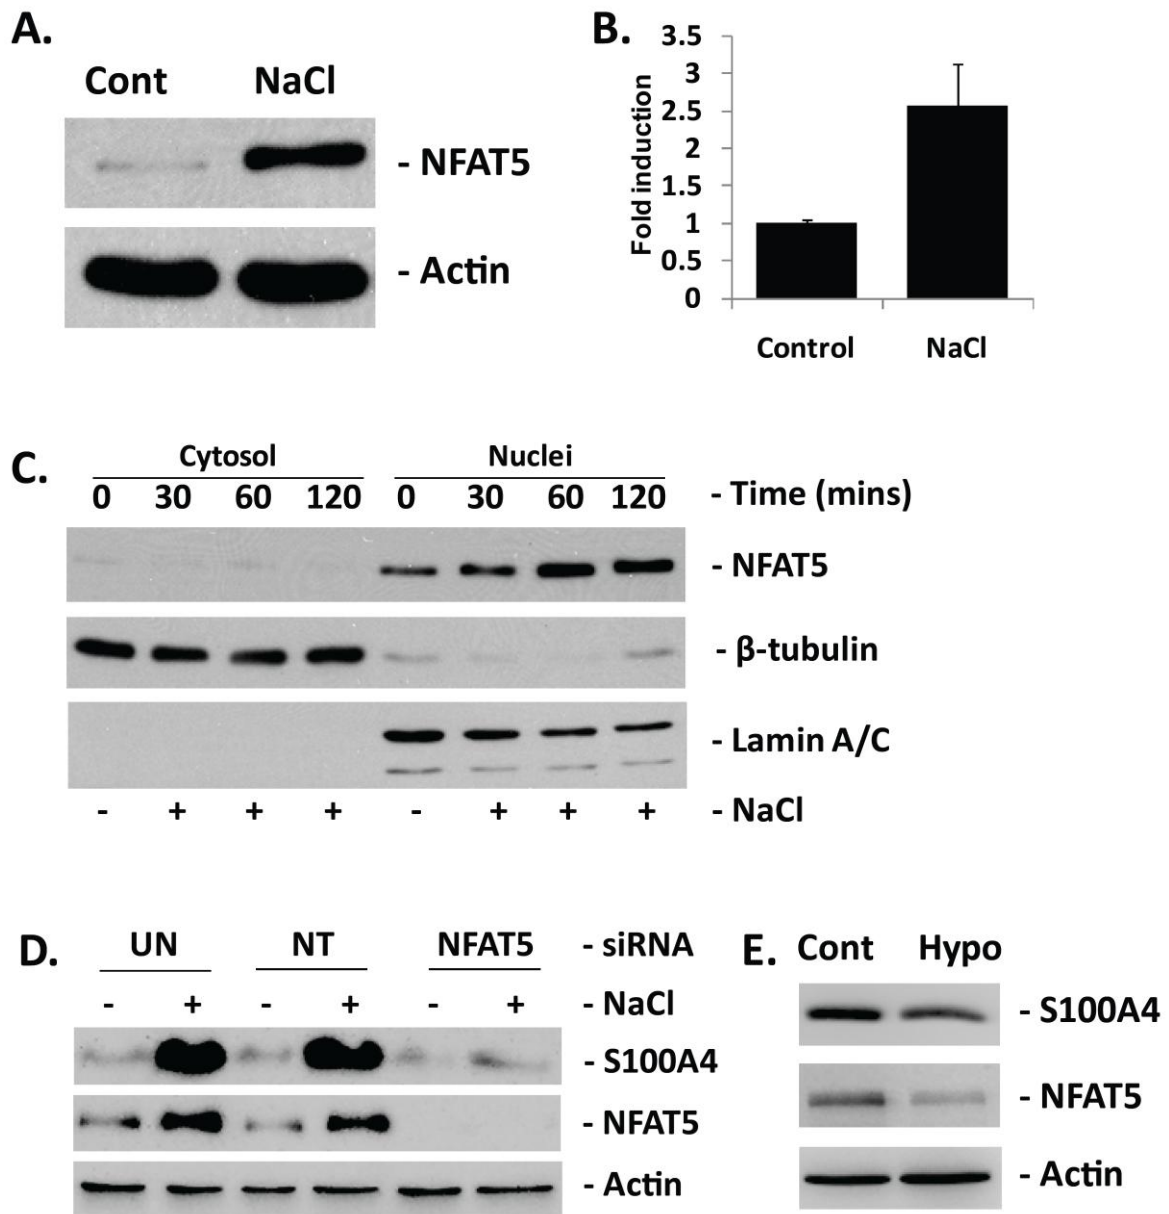 A.
Cont NaCl
- NFAT5
- Actin
B.
Fold induction
3.5
3
2.5
2
1.5
1
0.5
0
Control NaCl
C.
Cytosol Nuclei
0 30 60 120 0 30 60 120 - Time (mins)
- NFAT5
- β-tubulin
- Lamin A/C
- + + + - + + + - NaCl
D.
UN NT NFAT5 - siRNA
- + - + - + - NaCl
- S100A4
- NFAT5
- Actin
E.
Cont Hypo
- S100A4
- NFAT5
- Actin